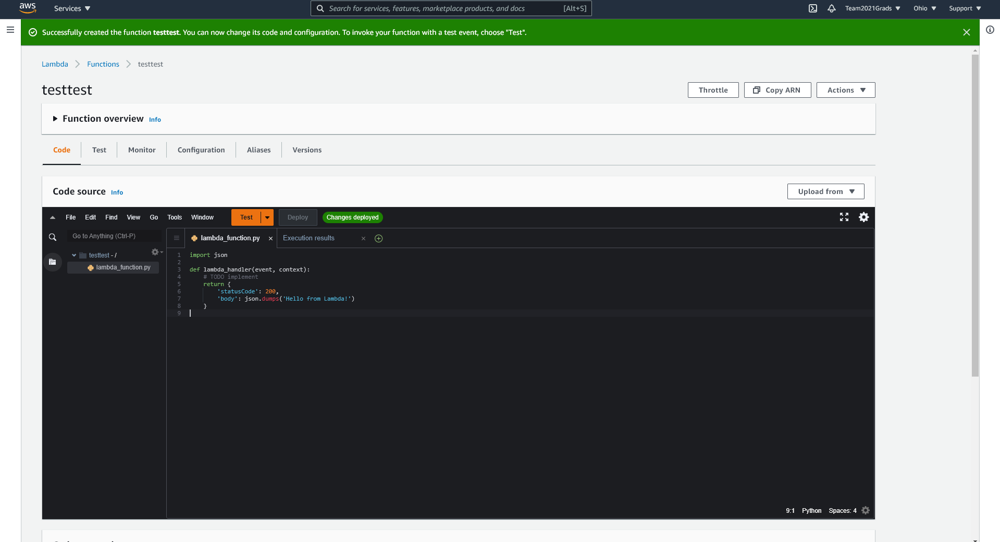 aws Services Search for services, features, marketplace products, and docs [Alt+S] Team2021Grads Ohio Support
Successfully created the function testtest. You can now change its code and configuration. To invoke your function with a test event, choose "Test".
Lambda Functions testtest
testtest Throttle Copy ARN Actions
Function overview Info
Code Test Monitor Configuration Aliases Versions
Code source Info Upload from
File Edit Find View Go Tools Window Test Deploy Changes deployed
Go to Anything (Ctrl-P) lambda_function.py Execution results
testtest - /
lambda_function.py
1 import json
2
3 def lambda_handler(event, context):
4 # TODO implement
5 return {
6 'statusCode': 200,
7 'body': json.dumps('Hello from Lambda!')
8 }
9
9:1 Python Spaces: 4